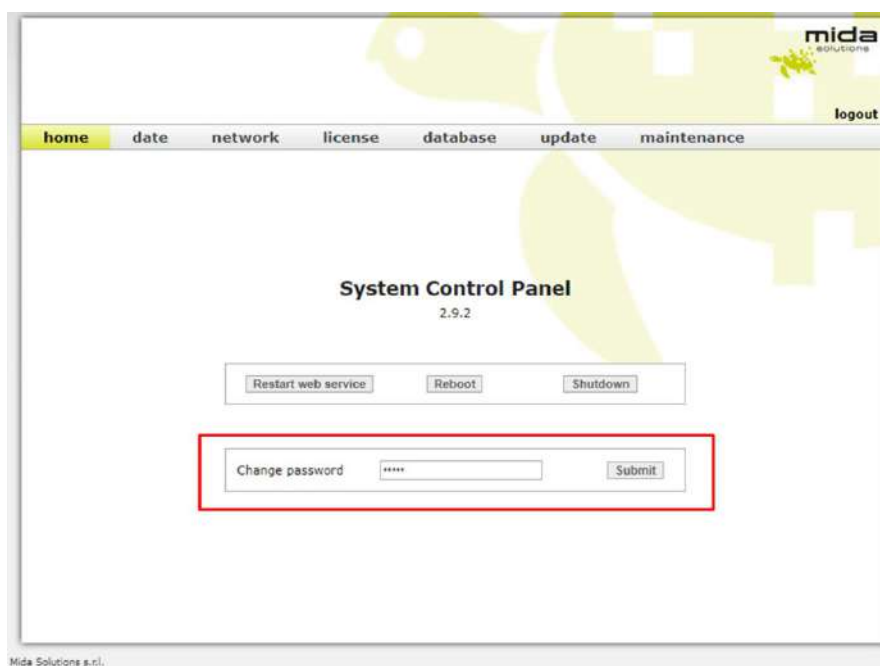 mida
solutions
logout
home date network license database update maintenance
System Control Panel
2.9.2
Restart web service Reboot Shutdown
Change password ***** Submit
Mida Solutions s.r.l.